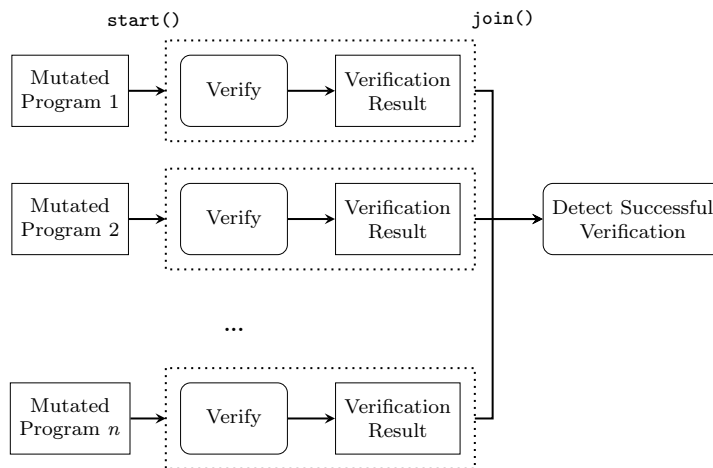 start()
join()
Mutated
Program 1
Verify
Verification
Result
Mutated
Program 2
Verify
Verification
Result
Detect Successful
Verification
...
Mutated
Program n
Verify
Verification
Result